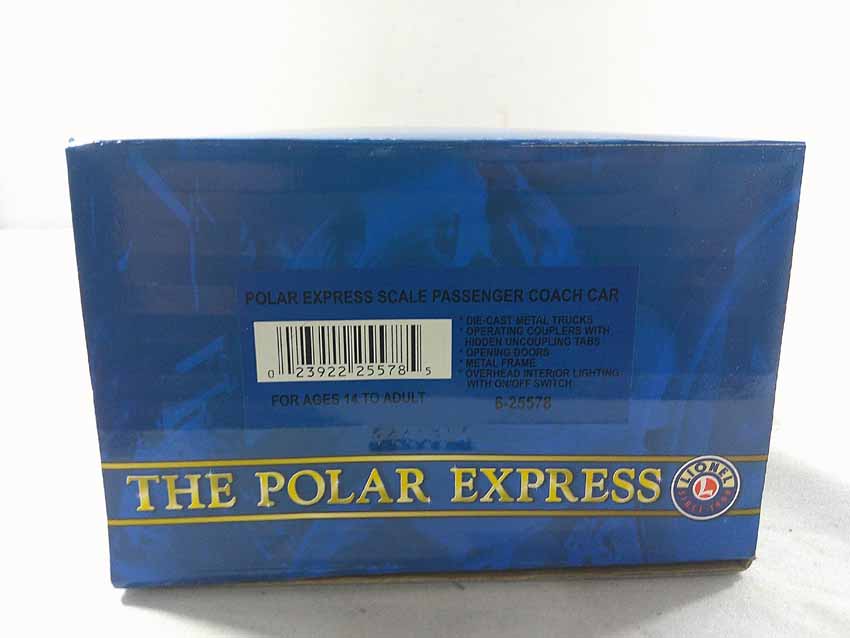 POLAR EXPRESS SCALE PASSENGER COACH CAR
* DIE-CAST METAL TRUCKS
* OPERATING COUPLERS WITH
HIDDEN UNCOUPLING TABS
* OPENING DOORS
* METAL FRAME
* OVERHEAD INTERIOR LIGHTING
WITH ON/OFF SWITCH
0 23922 25578 5
FOR AGES 14 TO ADULT
6-25578
THE POLAR EXPRESS
LIONEL
L
SINCE 1900